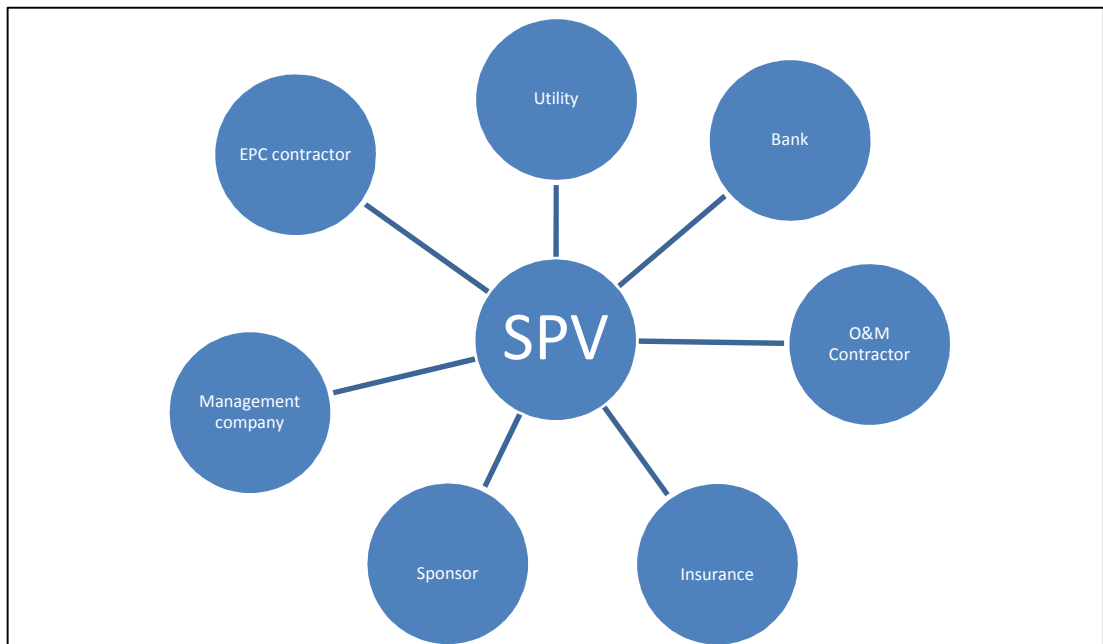 Utility
Bank
EPC contractor
SPV
O&M
Contractor
Management
company
Sponsor
Insurance